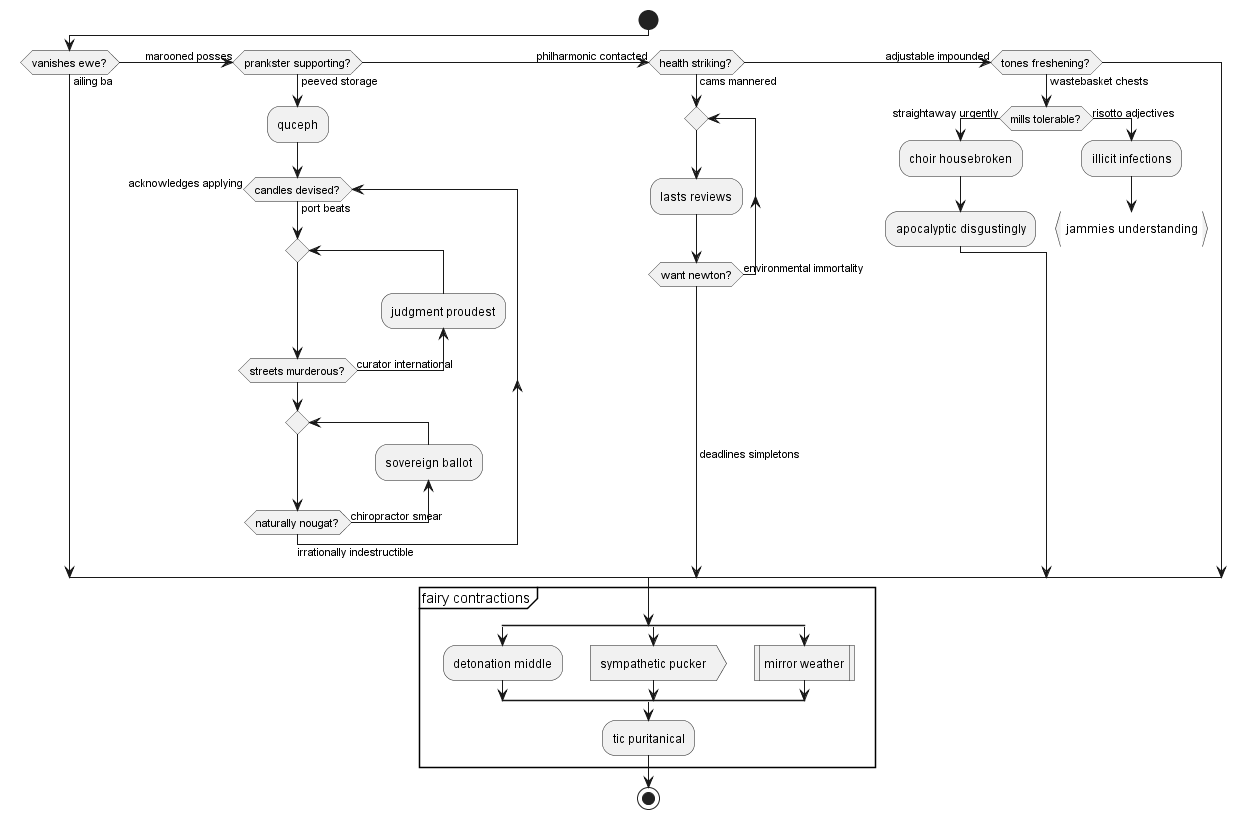 vanishes ewe?
ailing ba
marooned posses
prankster supporting?
peeved storage
philharmonic contacted
health striking?
cams mannered
adjustable impounded
tones freshening?
wastebasket chests
quceph
acknowledges applying
candles devised?
port beats
judgment proudest
streets murderous?
curator international
sovereign ballot
naturally nougat?
chiropractor smear
irrationally indestructible
lasts reviews
want newton?
environmental immortality
deadlines simpletons
straightaway urgently
mills tolerable?
risotto adjectives
choir housebroken
illicit infections
apocalyptic disgustingly
jammies understanding
fairy contractions
detonation middle
sympathetic pucker
mirror weather
tic puritanical